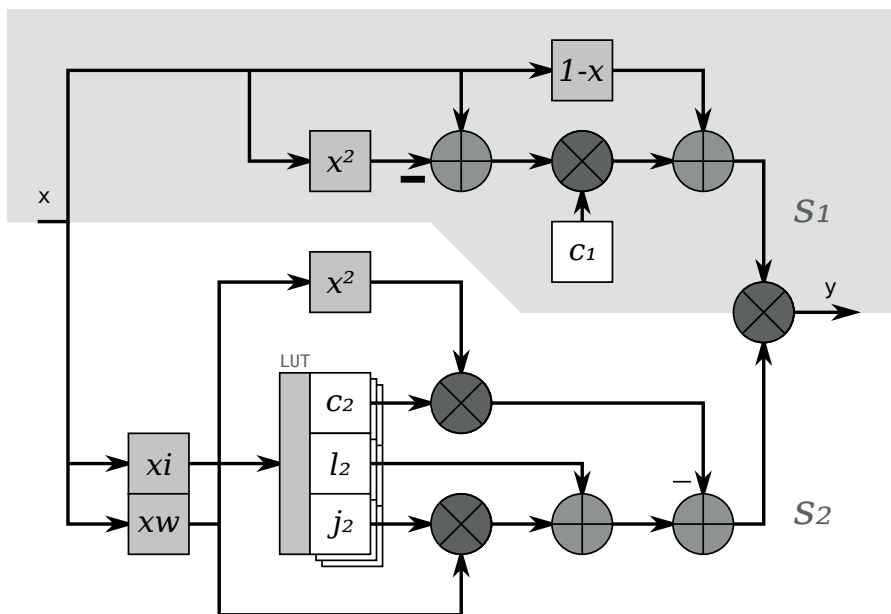 1-x
x²
x
s₁
c₁
x²
y
LUT
c₂
xi
l₂
xw
j₂
s₂